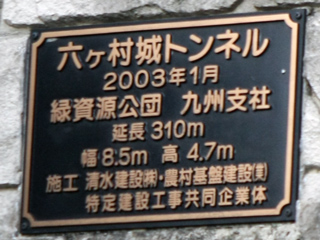 六ヶ村城トンネル
2003年1月
緑資源公団 九州支社
延長 310m
幅 8.5m 高 4.7m
施工 清水建設㈱・農村基盤建設㈱
特定建設工事共同企業体